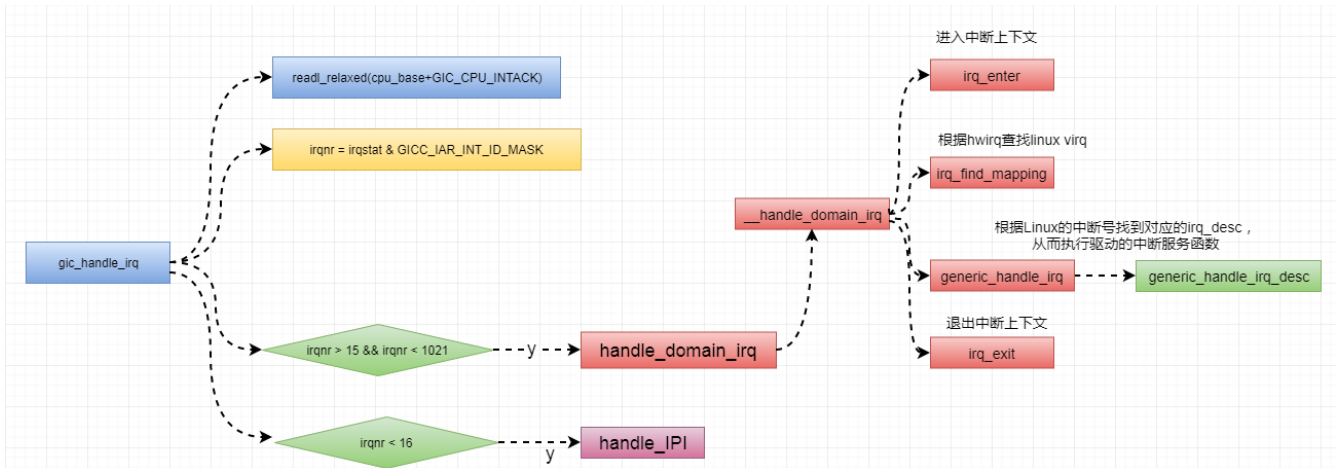 进入中断上下文
irq_enter
readl_relaxed(cpu_base+GIC_CPU_INTACK)
irqnr = irqstat & GICC_IAR_INT_ID_MASK
根据hwirq查找linux virq
irq_find_mapping
__handle_domain_irq
根据Linux的中断号找到对应的irq_desc，
从而执行驱动的中断服务函数
gic_handle_irq
generic_handle_irq
generic_handle_irq_desc
退出中断上下文
irqnr > 15 && irqnr < 1021
y
handle_domain_irq
irq_exit
irqnr < 16
y
handle_IPI